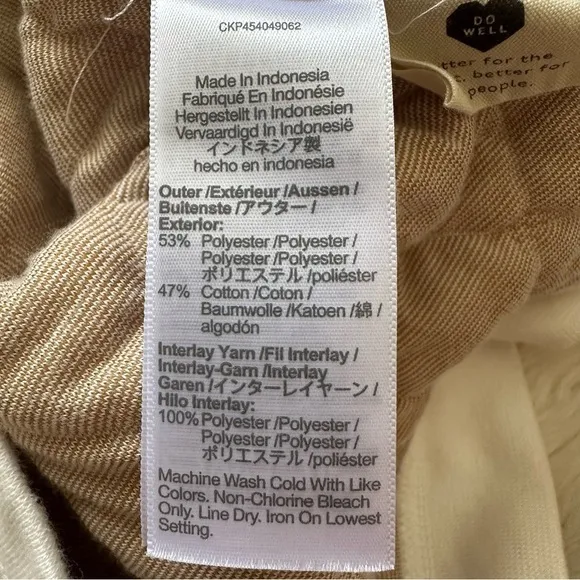 CKP454049062
Made In Indonesia
Fabriqué En Indonésie
Hergestellt In Indonesien
Vervaardigd In Indonesië
インドネシア製
hecho en indonesia
Outer /Extérieur /Aussen/
Buitenste /アウター /
Exterior:
53% Polyester /Polyester /
Polyester /Polyester /
ポリエステル /poliéster
47% Cotton /Coton /
Baumwolle /Katoen /綿 /
algodón
Interlay Yarn /Fil Interlay /
Interlay-Garn /Interlay
Garen /インターレイヤーン /
Hilo Interlay:
100% Polyester /Polyester /
Polyester /Polyester /
ポリエステル /poliéster
Machine Wash Cold With Like
Colors. Non-Chlorine Bleach
Only. Line Dry. Iron On Lowest
Setting.
DO
WELL
for the
better for
people.